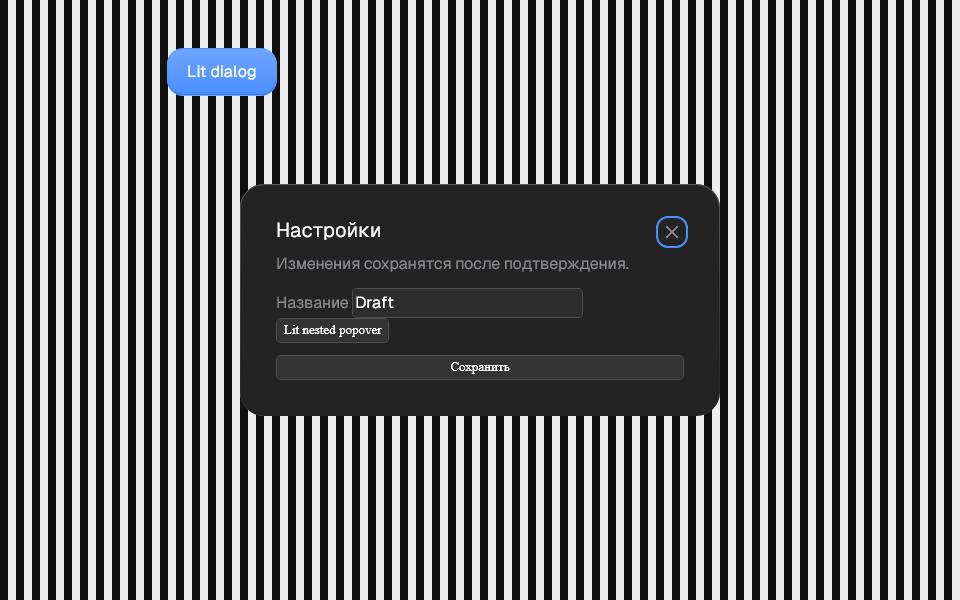 Lit dialog
Настройки
Изменения сохранятся после подтверждения.
Название Draft
Lit nested popover
Сохранить